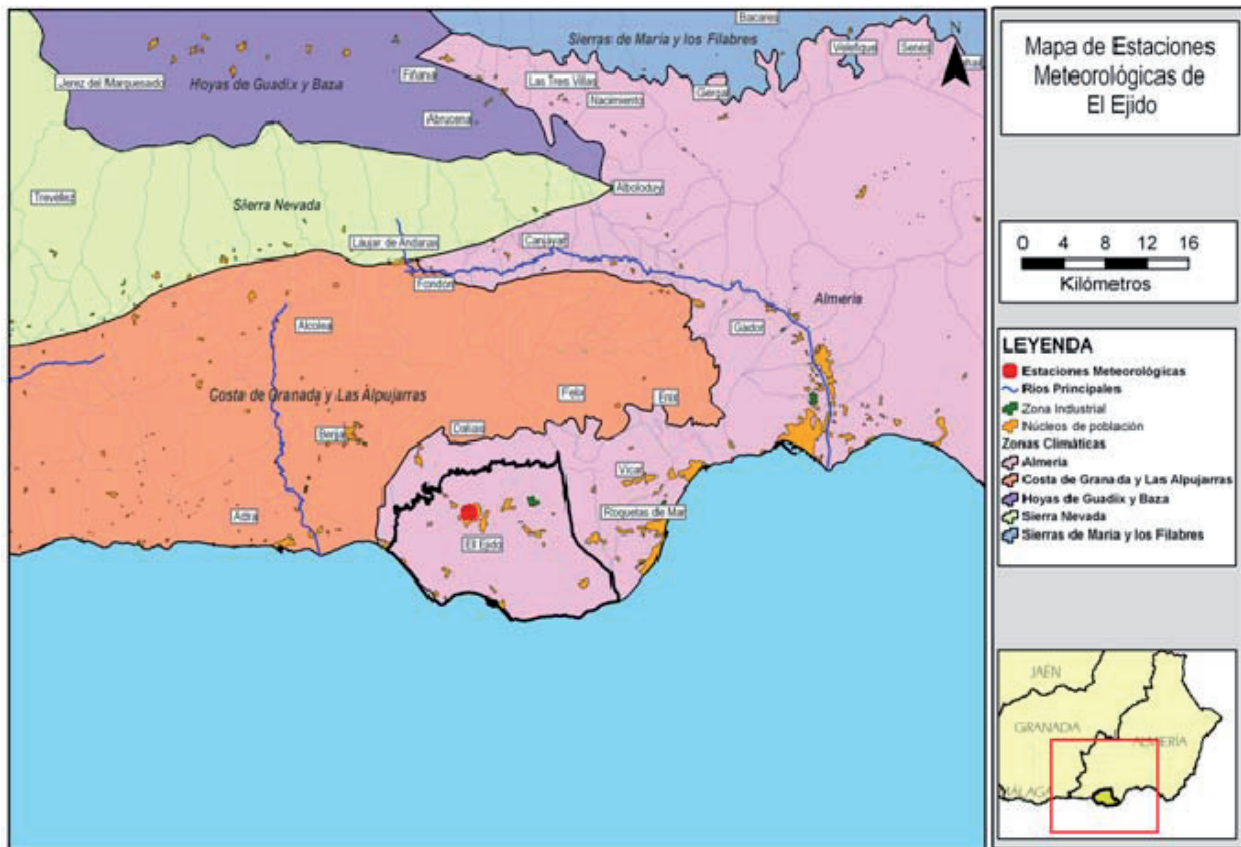 Bacares
Sierras de María y los Filabres
Velefique
Senés
N
Jerez del Marquesado
Hoyas de Guadix y Baza
Fiñana
Las Tres Villas
Nacimiento
Gérgal
Abrucena
Trevélez
Sierra Nevada
Alboloduy
Láujar de Andarax
Canjáyar
Fondón
Alcolea
Gádor
Almería
Costa de Granada y Las Alpujarras
Felix
Enix
Berja
Dalías
Vícar
Adra
Roquetas de Mar
El Ejido
Mapa de Estaciones
Meteorológicas de
El Ejido
0 4 8 12 16
Kilómetros
LEYENDA
Estaciones Meteorológicas
Ríos Principales
Zona Industrial
Núcleos de población
Zonas Climáticas
Almería
Costa de Granada y Las Alpujarras
Hoyas de Guadix y Baza
Sierra Nevada
Sierras de María y los Filabres
JAÉN
GRANADA
ALMERÍA
MÁLAGA